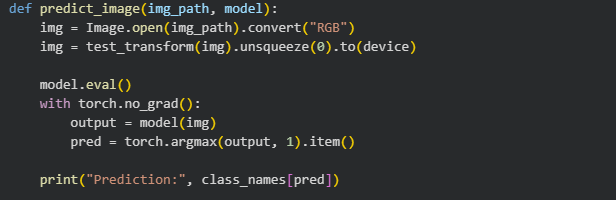 def predict_image(img_path, model):
    img = Image.open(img_path).convert("RGB")
    img = test_transform(img).unsqueeze(0).to(device)
    model.eval()
    with torch.no_grad():
        output = model(img)
        pred = torch.argmax(output, 1).item()
    print("Prediction:", class_names[pred])